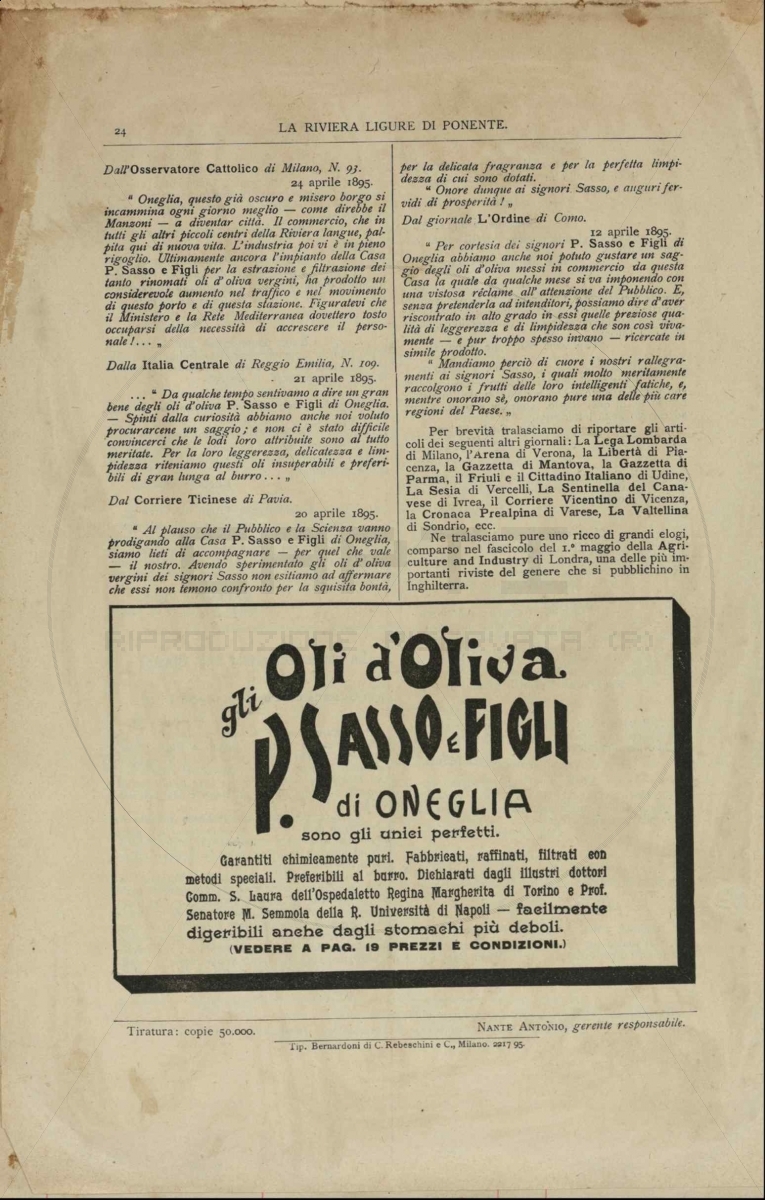 24
LA RIVIERA LIGURE DI PONENTE.
Dall'Osservatore Cattolico di Milano, N. 93.
24 aprile 1895.
“ Oneglia, questo già oscuro e misero borgo si
incammina ogni giorno meglio — come direbbe il
Manzoni — a diventar città. Il commercio, che in
tutti gli altri piccoli centri della Riviera langue, pal-
pita qui di nuova vita. L'industria poi vi è in pieno
rigoglio. Ultimamente ancora l'impianto della Casa
P. Sasso e Figli per la estrazione e filtrazione dei
tanto rinomati oli d'oliva vergini, ha prodotto un
considerevole aumento nel traffico e nel movimento
di questo porto e di questa stazione. Figuratevi che
il Ministero e la Rete Mediterranea dovettero tosto
occuparsi della necessità di accrescere il perso-
nale!... „
Dalla Italia Centrale di Reggio Emilia, N. 109.
21 aprile 1895.
... “ Da qualche tempo sentivamo a dire un gran
bene degli oli d'oliva P. Sasso e Figli di Oneglia.
— Spinti dalla curiosità abbiamo anche noi voluto
procurarcene un saggio; e non ci è stato difficile
convincerci che le lodi loro attribuite sono al tutto
meritate. Per la loro leggerezza, delicatezza e lim-
pidezza riteniamo questi oli insuperabili e preferi-
bili di gran lunga al burro... „
Dal Corriere Ticinese di Pavia.
20 aprile 1895.
“ Al plauso che il Pubblico e la Scienza vanno
prodigando alla Casa P. Sasso e Figli di Oneglia,
siamo lieti di accompagnare — per quel che vale
— il nostro. Avendo sperimentato gli oli d'oliva
vergini dei signori Sasso non esitiamo ad affermare
che essi non temono confronto per la squisita bontà,
per la delicata fragranza e per la perfetta limpi-
dezza di cui sono dotati.
“ Onore dunque ai signori Sasso, e auguri fer-
vidi di prosperità! „
Dal giornale L'Ordine di Como.
12 aprile 1895.
“ Per cortesia dei signori P. Sasso e Figli di
Oneglia abbiamo anche noi potuto gustare un sag-
gio degli oli d'oliva messi in commercio da questa
Casa la quale da qualche mese si va imponendo con
una vistosa réclame all'attenzione del Pubblico. E,
senza pretenderla ad intenditori, possiamo dire d'aver
riscontrato in alto grado in essi quelle preziose qua-
lità di leggerezza e di limpidezza che son così viva-
mente — e pur troppo spesso invano — ricercate in
simile prodotto.
“ Mandiamo perciò di cuore i nostri rallegra-
menti ai signori Sasso, i quali molto meritamente
raccolgono i frutti delle loro intelligenti fatiche, e,
mentre onorano sè, onorano pure una delle più care
regioni del Paese. „
Per brevità tralasciamo di riportare gli arti-
coli dei seguenti altri giornali: La Lega Lombarda
di Milano, l'Arena di Verona, la Libertà di Pia-
cenza, la Gazzetta di Mantova, la Gazzetta di
Parma, il Friuli e il Cittadino Italiano di Udine,
La Sesia di Vercelli, La Sentinella del Cana-
vese di Ivrea, il Corriere Vicentino di Vicenza,
la Cronaca Prealpina di Varese, La Valtellina
di Sondrio, ecc.
Ne tralasciamo pure uno ricco di grandi elogi,
comparso nel fascicolo del 1.º maggio della Agri-
culture and Industry di Londra, una delle più im-
portanti riviste del genere che si pubblichino in
Inghilterra.
RIPRODUZIONE RISERVATA (R)
gli Oli d'Oliva
P. SASSO E FIGLI
di ONEGLIA
sono gli unici perfetti.
Garantiti chimicamente puri. Fabbricati, raffinati, filtrati con
metodi speciali. Preferibili al burro. Dichiarati dagli illustri dottori
Comm. S. Laura dell'Ospedaletto Regina Margherita di Torino e Prof.
Senatore M. Semmola della R. Università di Napoli — facilmente
digeribili anche dagli stomachi più deboli.
(VEDERE A PAG. 19 PREZZI E CONDIZIONI.)
Tiratura: copie 50.000.
NANTE ANTONIO, gerente responsabile.
Tip. Bernardoni di C. Rebeschini e C., Milano. 2217 95.